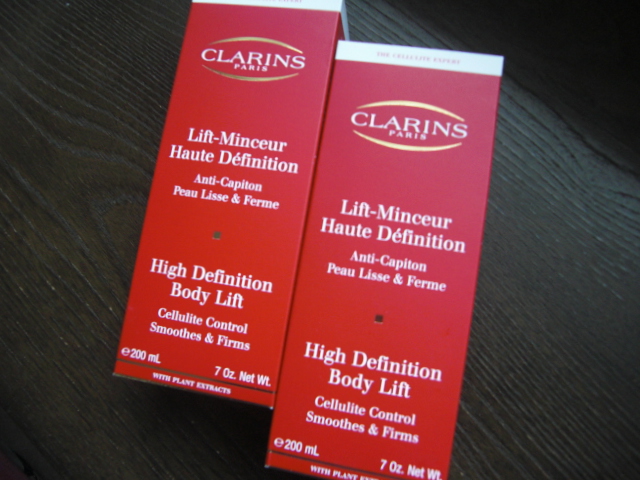 CLARINS
PARIS
Lift-Minceur
Haute Définition
Anti-Capiton
Peau Lisse & Ferme
High Definition
Body Lift
Cellulite Control
Smoothes & Firms
℮200 mL 7 Oz. Net Wt.
WITH PLANT EXTRACTS
THE CELLULITE EXPERT
CLARINS
PARIS
Lift-Minceur
Haute Définition
Anti-Capiton
Peau Lisse & Ferme
High Definition
Body Lift
Cellulite Control
Smoothes & Firms
℮200 mL 7 Oz. Net Wt.
WITH PLANT